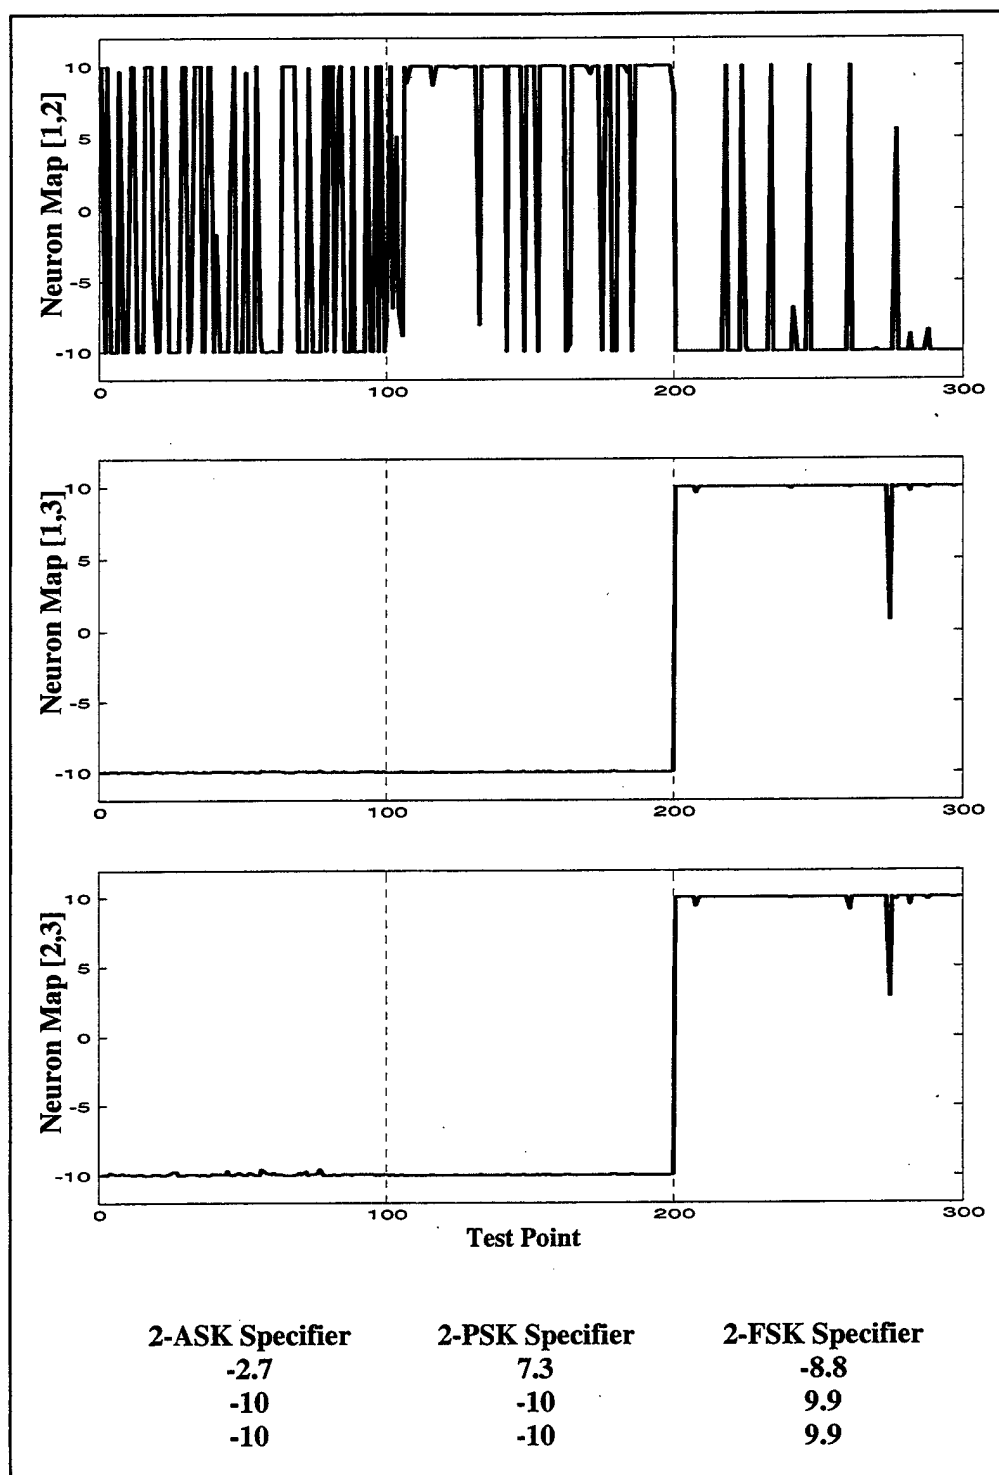 Neuron Map [1,2]
10
5
0
-5
-10
0 100 200 300
Neuron Map [1,3]
10
5
0
-5
-10
0 100 200 300
Neuron Map [2,3]
10
5
0
-5
-10
0 100 200 300
Test Point
2-ASK Specifier 2-PSK Specifier 2-FSK Specifier
-2.7 7.3 -8.8
-10 -10 9.9
-10 -10 9.9